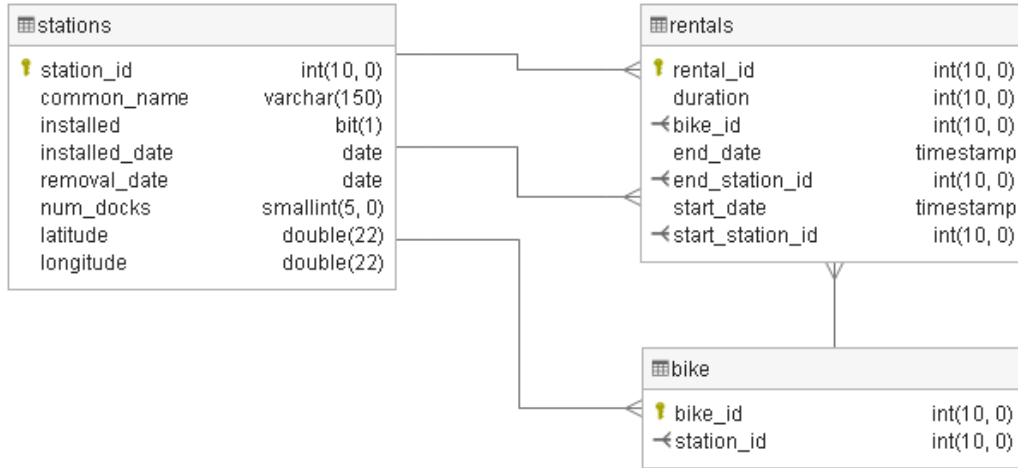 stations
station_id int(10, 0)
common_name varchar(150)
installed bit(1)
installed_date date
removal_date date
num_docks smallint(5, 0)
latitude double(22)
longitude double(22)
rentals
rental_id int(10, 0)
duration int(10, 0)
bike_id int(10, 0)
end_date timestamp
end_station_id int(10, 0)
start_date timestamp
start_station_id int(10, 0)
bike
bike_id int(10, 0)
station_id int(10, 0)